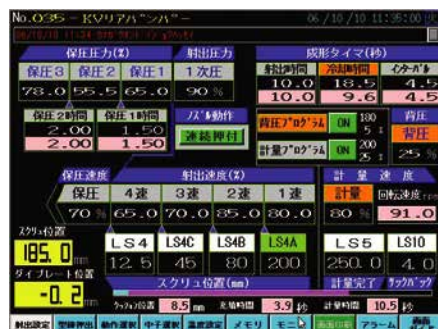 No.035 - KVリアバンパー 06/10/10 11:35:00
保圧圧力(%) 射出圧力 成形タイマ(秒)
保圧3 保圧2 保圧1 1次圧 射出時間 冷却時間 インターバル
78.0 55.5 65.0 90 % 10.0 18.5 4.5
10.0 9.6 4.5
保圧2時間 保圧1時間 ノズル動作 背圧プログラム ON 180 背圧
2.00 1.50 連続押付 5 背圧
2.00 1.50 計量プログラム ON 200 25 %
25
保圧速度 射出速度(%) 計量速度
保圧 4速 3速 2速 1速 計量 回転速度rpm
70 % 65.0 70.0 85.0 80.0 80 % 91.0
スクリュ位置
185.0 mm LS4 LS4C LS4B LS4A LS5 LS10
12.5 45 80 200 250.0 4.0
ダイプレート位置
-0.2 mm スクリュ位置(mm) 計量完了 サックバック
クッション位置 8.5 mm 充填時間 3.9 秒 計量時間 10.5 秒
射出設定 型締押出 動作選択 中子選択 温度設定 メモリ モニタ 画面印刷 アラーム 画面